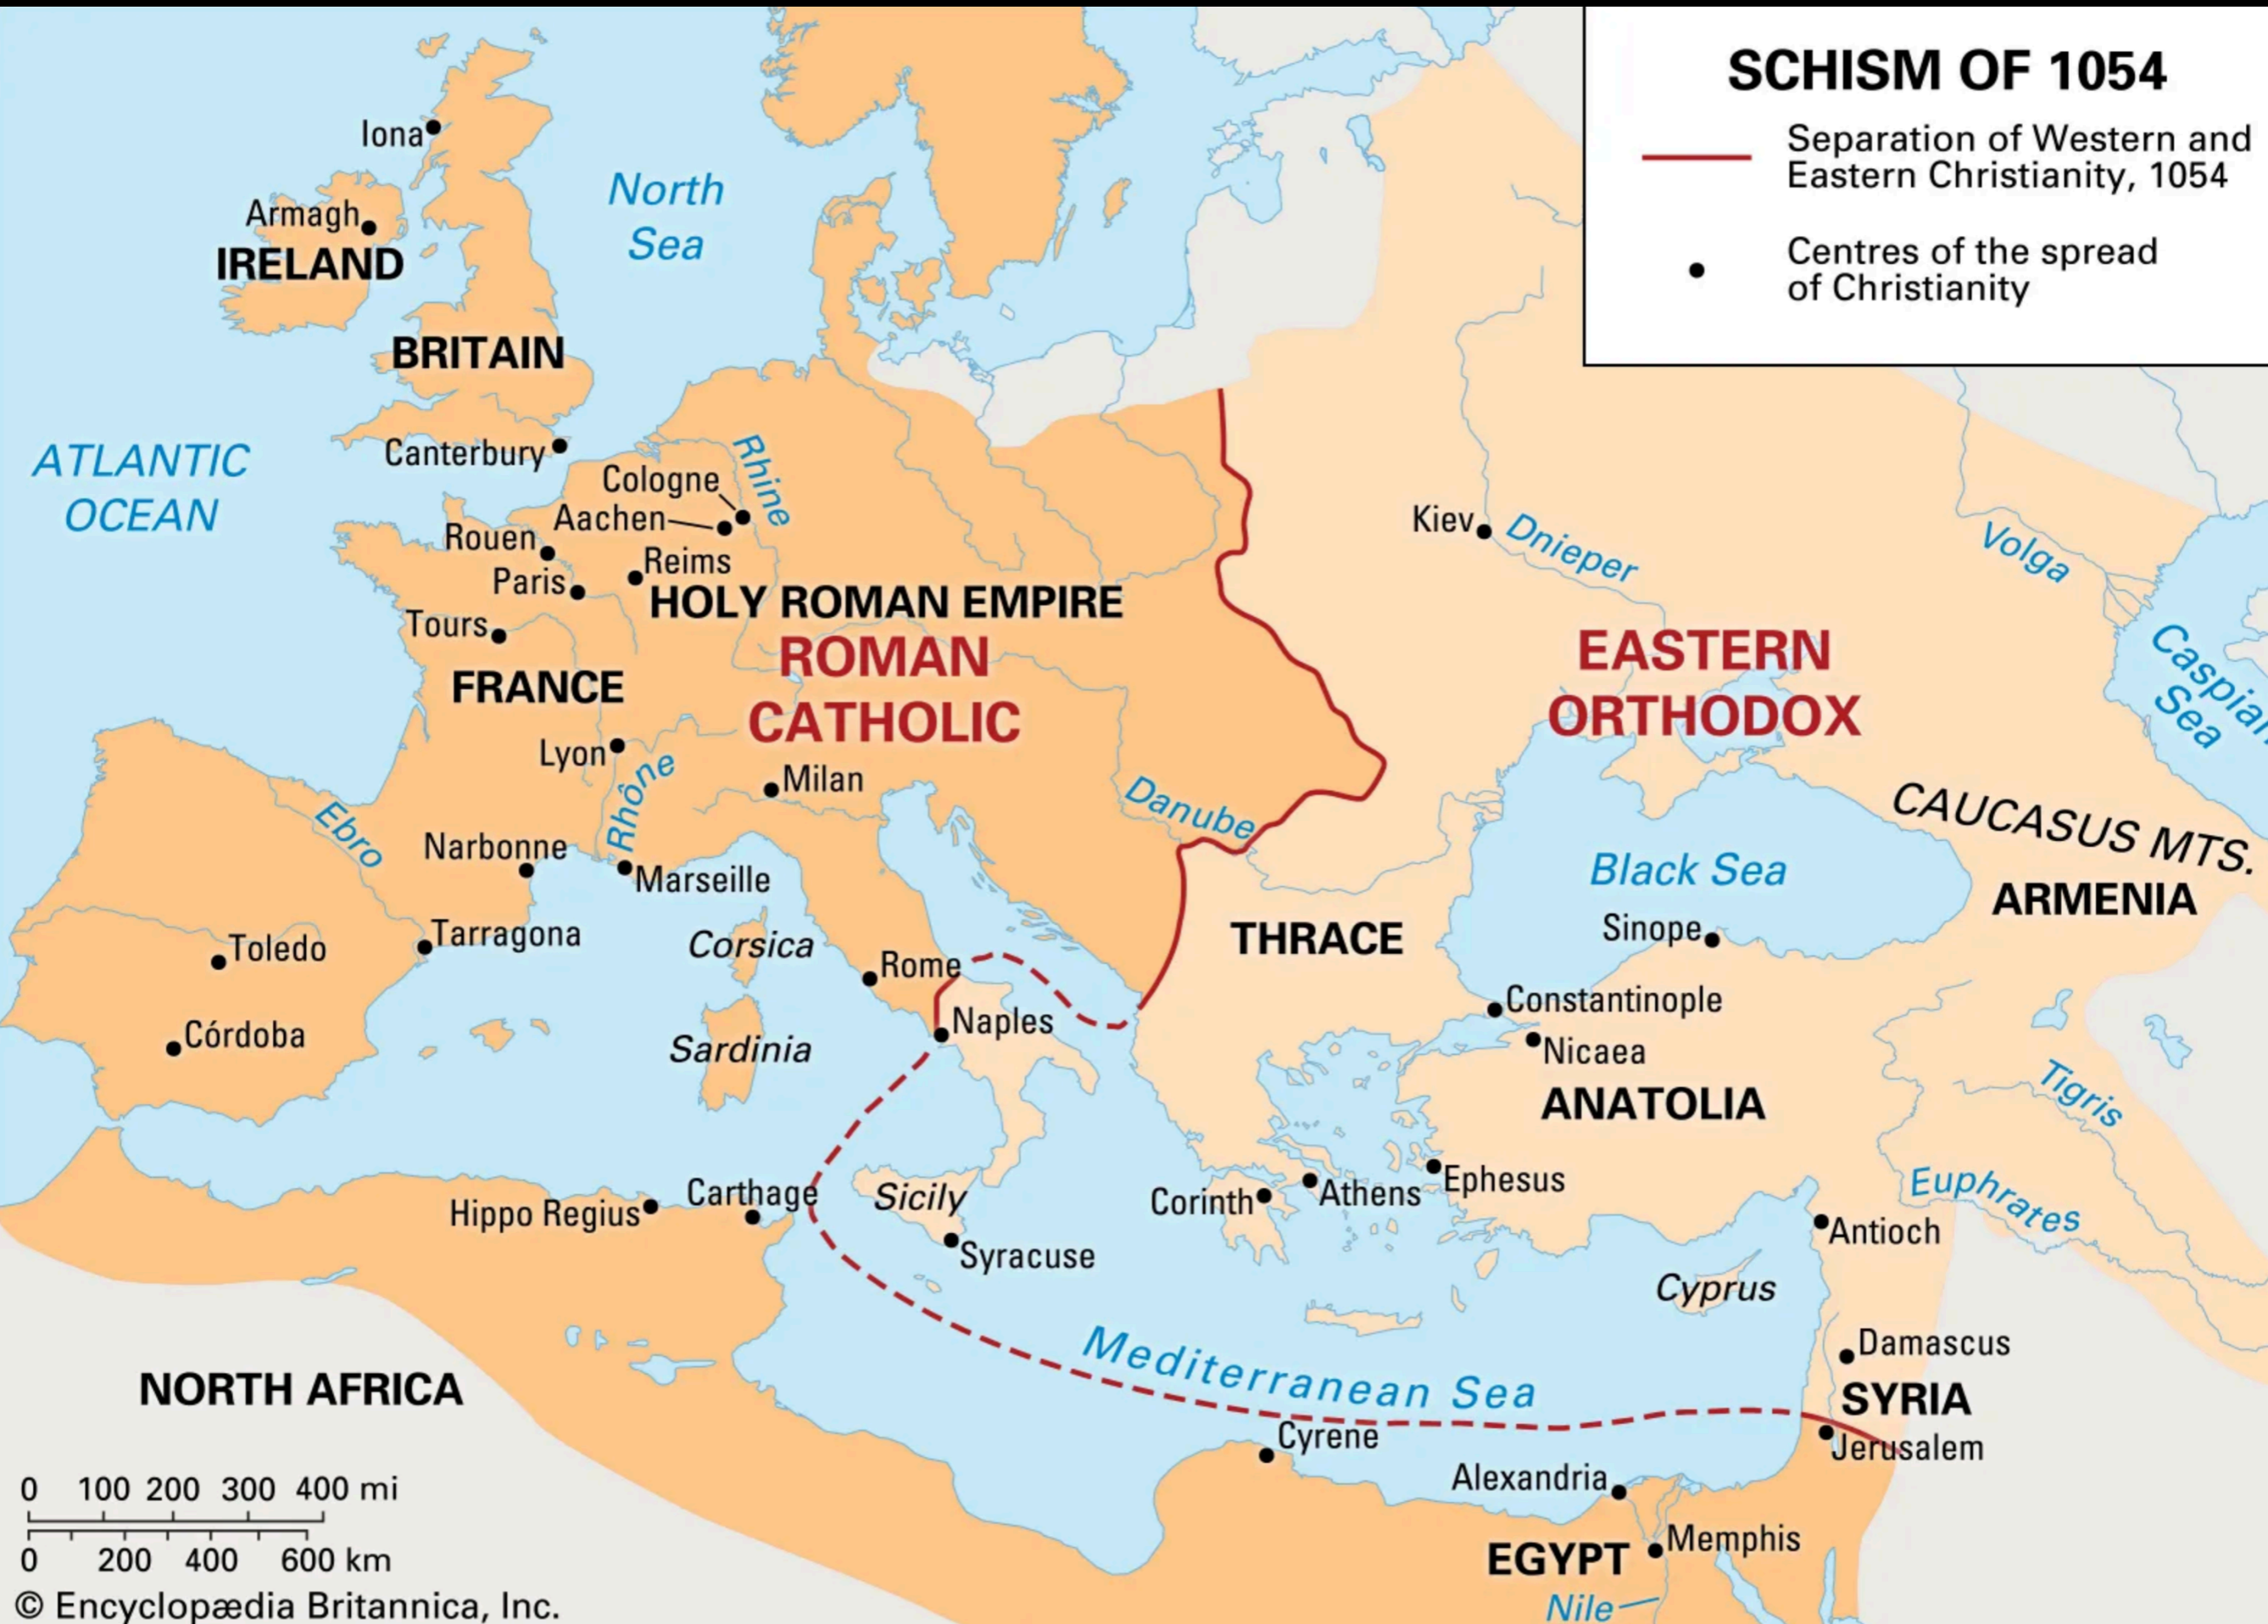 SCHISM OF 1054
Separation of Western and
Eastern Christianity, 1054
Centres of the spread
of Christianity
Iona
Armagh
IRELAND
North
Sea
BRITAIN
ATLANTIC
OCEAN
Canterbury
Cologne
Rhine
Aachen
Rouen
Reims
Paris
HOLY ROMAN EMPIRE
Tours
ROMAN
CATHOLIC
FRANCE
Lyon
Rhône
Milan
Kiev
Dnieper
Volga
Caspian
Sea
EASTERN
ORTHODOX
CAUCASUS MTS.
Danube
Ebro
Narbonne
Marseille
Black Sea
ARMENIA
Toledo
Tarragona
Corsica
Rome
THRACE
Sinope
Córdoba
Sardinia
Naples
Constantinople
Nicaea
ANATOLIA
Tigris
Hippo Regius
Carthage
Sicily
Syracuse
Corinth
Athens
Ephesus
Euphrates
Antioch
Cyprus
Mediterranean Sea
Damascus
SYRIA
Jerusalem
NORTH AFRICA
Cyrene
Alexandria
EGYPT
Memphis
Nile
0 100 200 300 400 mi
0 200 400 600 km
© Encyclopædia Britannica, Inc.